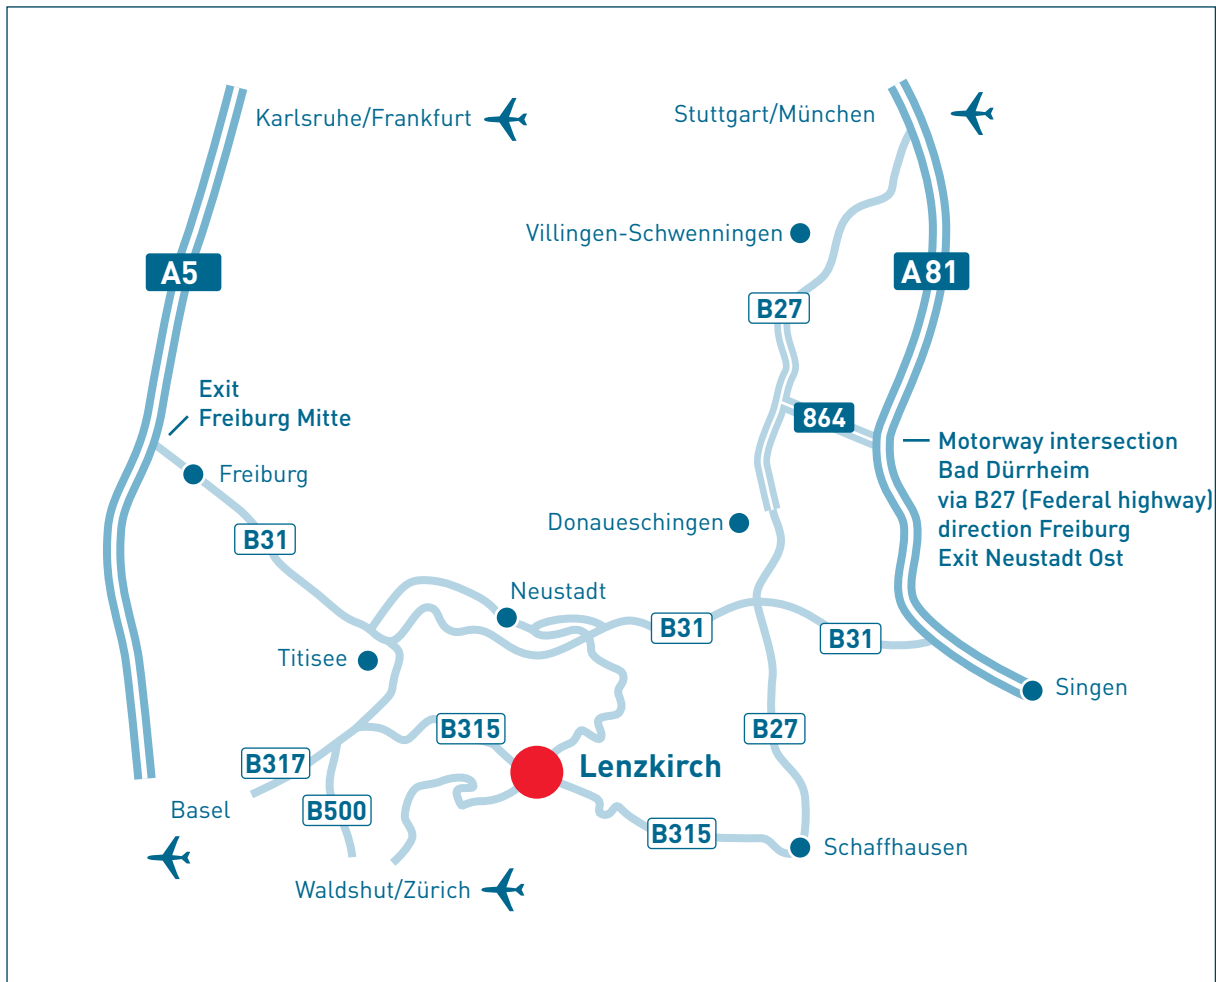 Karlsruhe/Frankfurt
Stuttgart/München
Villingen-Schwenningen
A5
A 81
B27
Exit
Freiburg Mitte
864
Motorway intersection
Bad Dürrheim
via B27 (Federal highway)
direction Freiburg
Exit Neustadt Ost
Freiburg
B31
Donaueschingen
Neustadt
B31
B31
Titisee
Singen
B315
B27
B317
Lenzkirch
Basel
B500
B315
Schaffhausen
Waldshut/Zürich